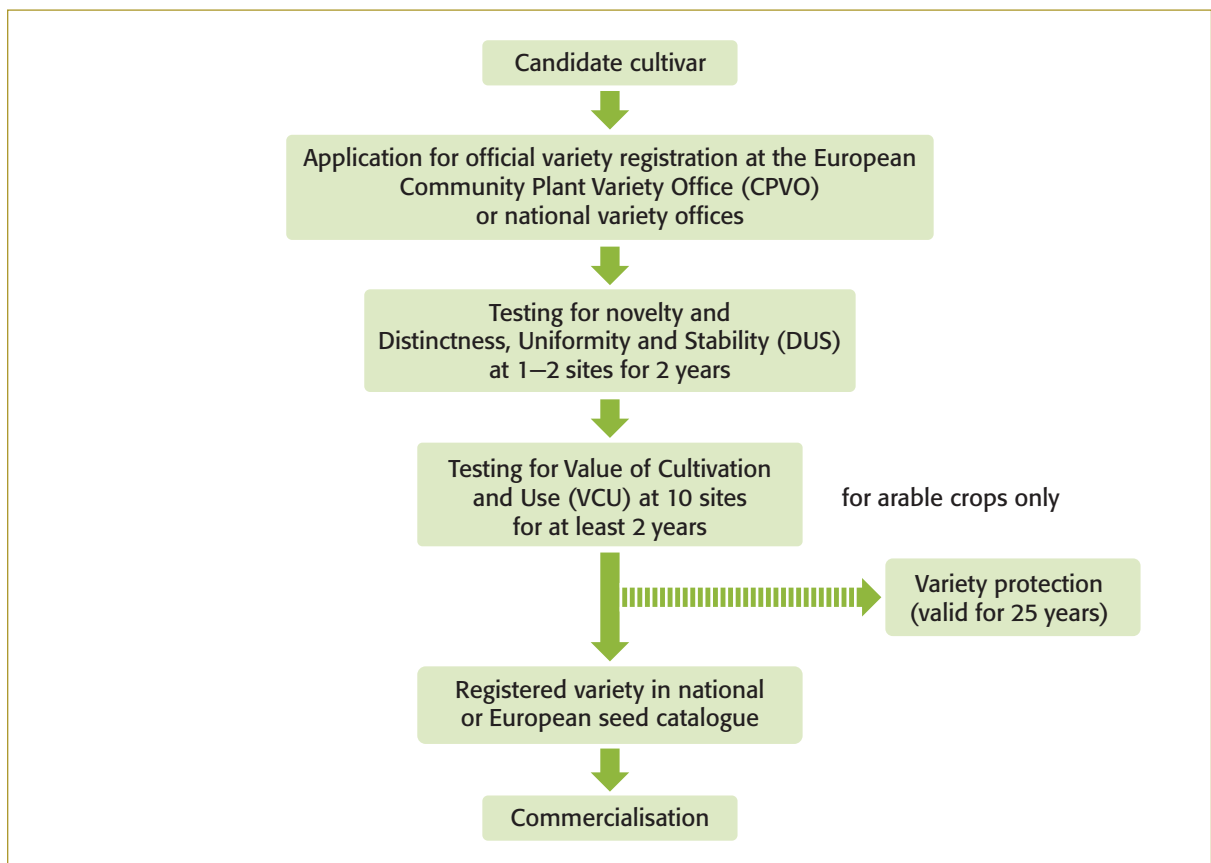 Candidate cultivar
Application for official variety registration at the European
Community Plant Variety Office (CPVO)
or national variety offices
Testing for novelty and
Distinctness, Uniformity and Stability (DUS)
at 1—2 sites for 2 years
Testing for Value of Cultivation
and Use (VCU) at 10 sites
for at least 2 years
for arable crops only
Variety protection
(valid for 25 years)
Registered variety in national
or European seed catalogue
Commercialisation